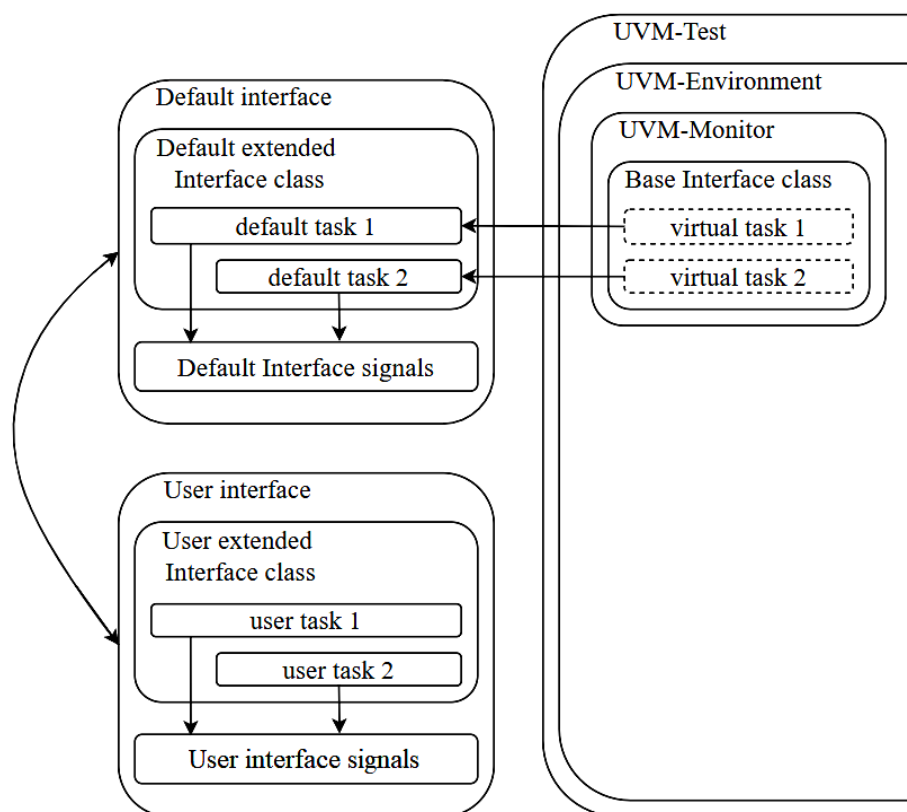 UVM-Test
UVM-Environment
UVM-Monitor
Base Interface class
virtual task 1
virtual task 2
Default interface
Default extended
Interface class
default task 1
default task 2
Default Interface signals
User interface
User extended
Interface class
user task 1
user task 2
User interface signals